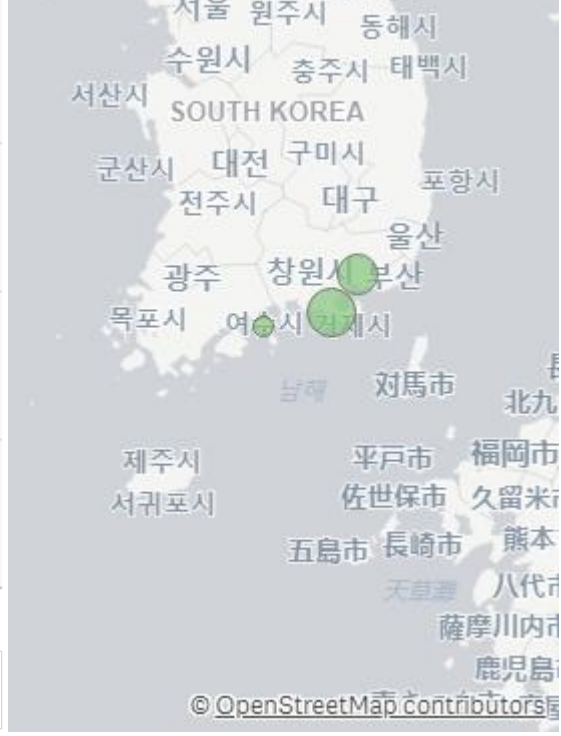 서울 원주시
동해시
수원시 충주시 태백시
서산시
SOUTH KOREA
군산시 대전 구미시
전주시 대구 포항시
울산
광주 창원시 부산
목포시 여수시 거제시
남해 対馬市
北九
제주시 平戸市 福岡市
서귀포시 佐世保市 久留米市
五島市 長崎市 熊本
天草灘 八代市
薩摩川内市
鹿児島
© OpenStreetMap contributors